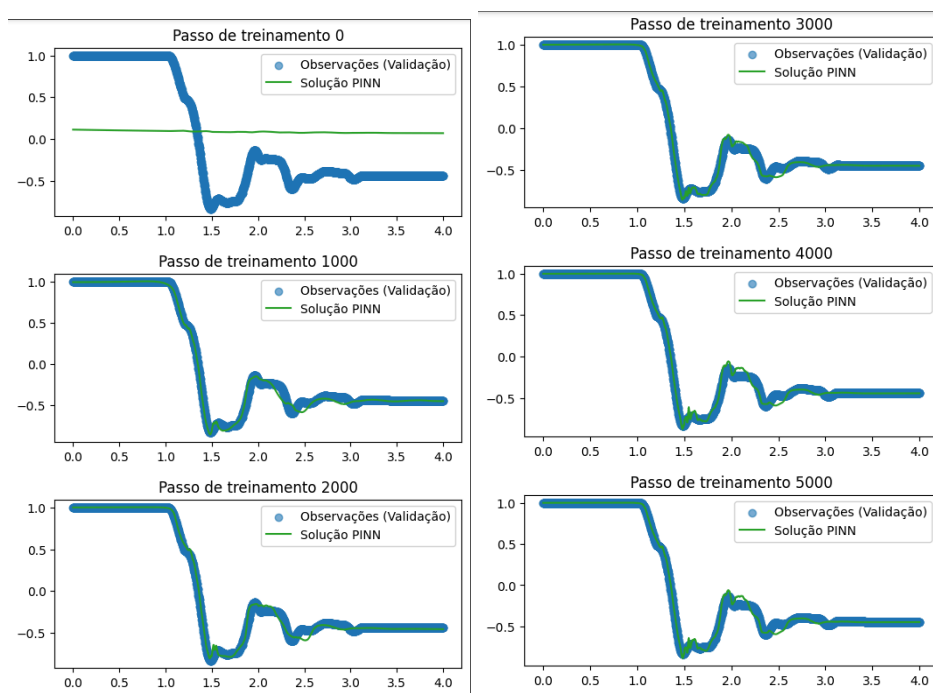 Passo de treinamento 0
Observações (Validação)
Solução PINN
1.0
0.5
0.0
−0.5
0.0 0.5 1.0 1.5 2.0 2.5 3.0 3.5 4.0
Passo de treinamento 1000
Observações (Validação)
Solução PINN
1.0
0.5
0.0
−0.5
0.0 0.5 1.0 1.5 2.0 2.5 3.0 3.5 4.0
Passo de treinamento 2000
Observações (Validação)
Solução PINN
1.0
0.5
0.0
−0.5
0.0 0.5 1.0 1.5 2.0 2.5 3.0 3.5 4.0
Passo de treinamento 3000
Observações (Validação)
Solução PINN
1.0
0.5
0.0
−0.5
0.0 0.5 1.0 1.5 2.0 2.5 3.0 3.5 4.0
Passo de treinamento 4000
Observações (Validação)
Solução PINN
1.0
0.5
0.0
−0.5
0.0 0.5 1.0 1.5 2.0 2.5 3.0 3.5 4.0
Passo de treinamento 5000
Observações (Validação)
Solução PINN
1.0
0.5
0.0
−0.5
0.0 0.5 1.0 1.5 2.0 2.5 3.0 3.5 4.0